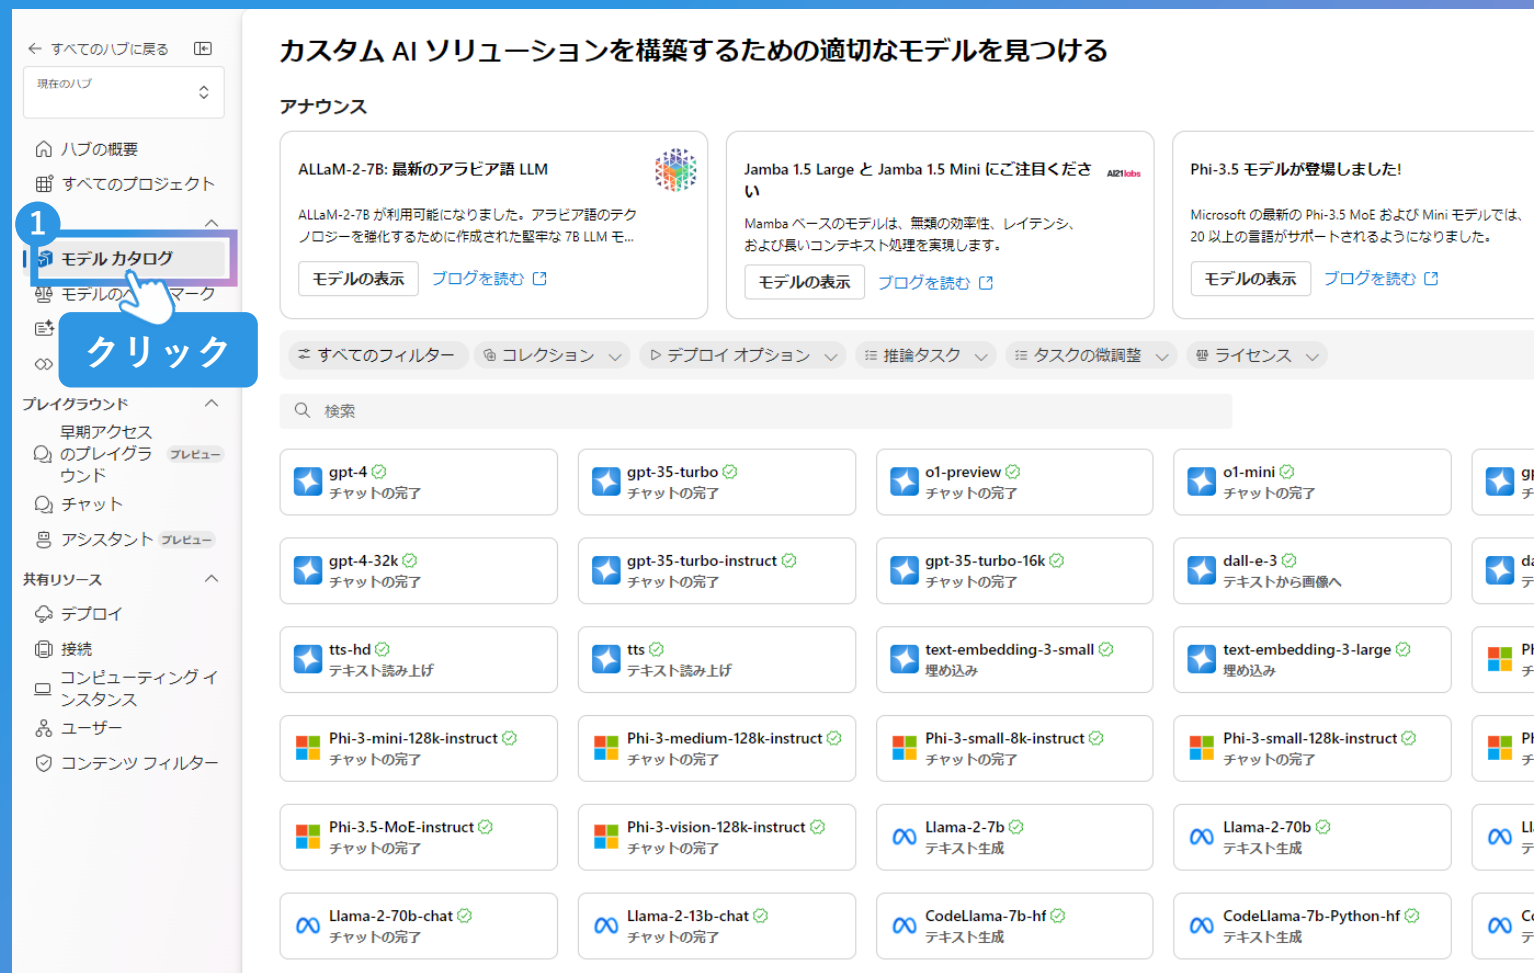 すべてのハブに戻る
現在のハブ
ハブの概要
すべてのプロジェクト
1
モデル カタログ
モデルのベ
マーク
クリック
プレイグラウンド
早期アクセス
のプレイグラ
ウンド
プレビュー
チャット
アシスタント プレビュー
共有リソース
デプロイ
接続
コンピューティング イ
ンスタンス
ユーザー
コンテンツ フィルター
カスタム AI ソリューションを構築するための適切なモデルを見つける
アナウンス
ALLaM-2-7B: 最新のアラビア語 LLM
ALLaM-2-7B が利用可能になりました。アラビア語のテク
ノロジーを強化するために作成された堅牢な 7B LLM モ...
モデルの表示 ブログを読む
Jamba 1.5 Large と Jamba 1.5 Mini にご注目くださ
い
AI21labs
Mamba ベースのモデルは、無類の効率性、レイテンシ、
および長いコンテキスト処理を実現します。
モデルの表示 ブログを読む
Phi-3.5 モデルが登場しました!
Microsoft の最新の Phi-3.5 MoE および Mini モデルでは、
20 以上の言語がサポートされるようになりました。
モデルの表示 ブログを読む
すべてのフィルター コレクション デプロイ オプション 推論タスク タスクの微調整 ライセンス
検索
gpt-4
チャットの完了
gpt-35-turbo
チャットの完了
o1-preview
チャットの完了
o1-mini
チャットの完了
gpt-4-32k
チャットの完了
gpt-35-turbo-instruct
チャットの完了
gpt-35-turbo-16k
チャットの完了
dall-e-3
テキストから画像へ
tts-hd
テキスト読み上げ
tts
テキスト読み上げ
text-embedding-3-small
埋め込み
text-embedding-3-large
埋め込み
Phi-3-mini-128k-instruct
チャットの完了
Phi-3-medium-128k-instruct
チャットの完了
Phi-3-small-8k-instruct
チャットの完了
Phi-3-small-128k-instruct
チャットの完了
Phi-3.5-MoE-instruct
チャットの完了
Phi-3-vision-128k-instruct
チャットの完了
Llama-2-7b
テキスト生成
Llama-2-70b
テキスト生成
Llama-2-70b-chat
チャットの完了
Llama-2-13b-chat
チャットの完了
CodeLlama-7b-hf
テキスト生成
CodeLlama-7b-Python-hf
テキスト生成